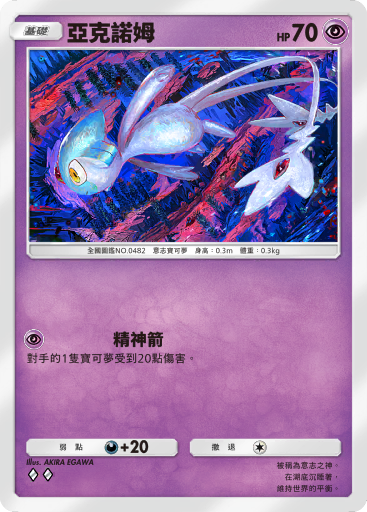 基礎
亞克諾姆
HP 70
全國圖鑑NO.0482 意志寶可夢 身高：0.3m 體重：0.3kg
精神箭
對手的1隻寶可夢受到20點傷害。
弱點 +20 撤退
Illus. AKIRA EGAWA
被稱為意志之神。
在湖底沉睡著，
維持世界的平衡。